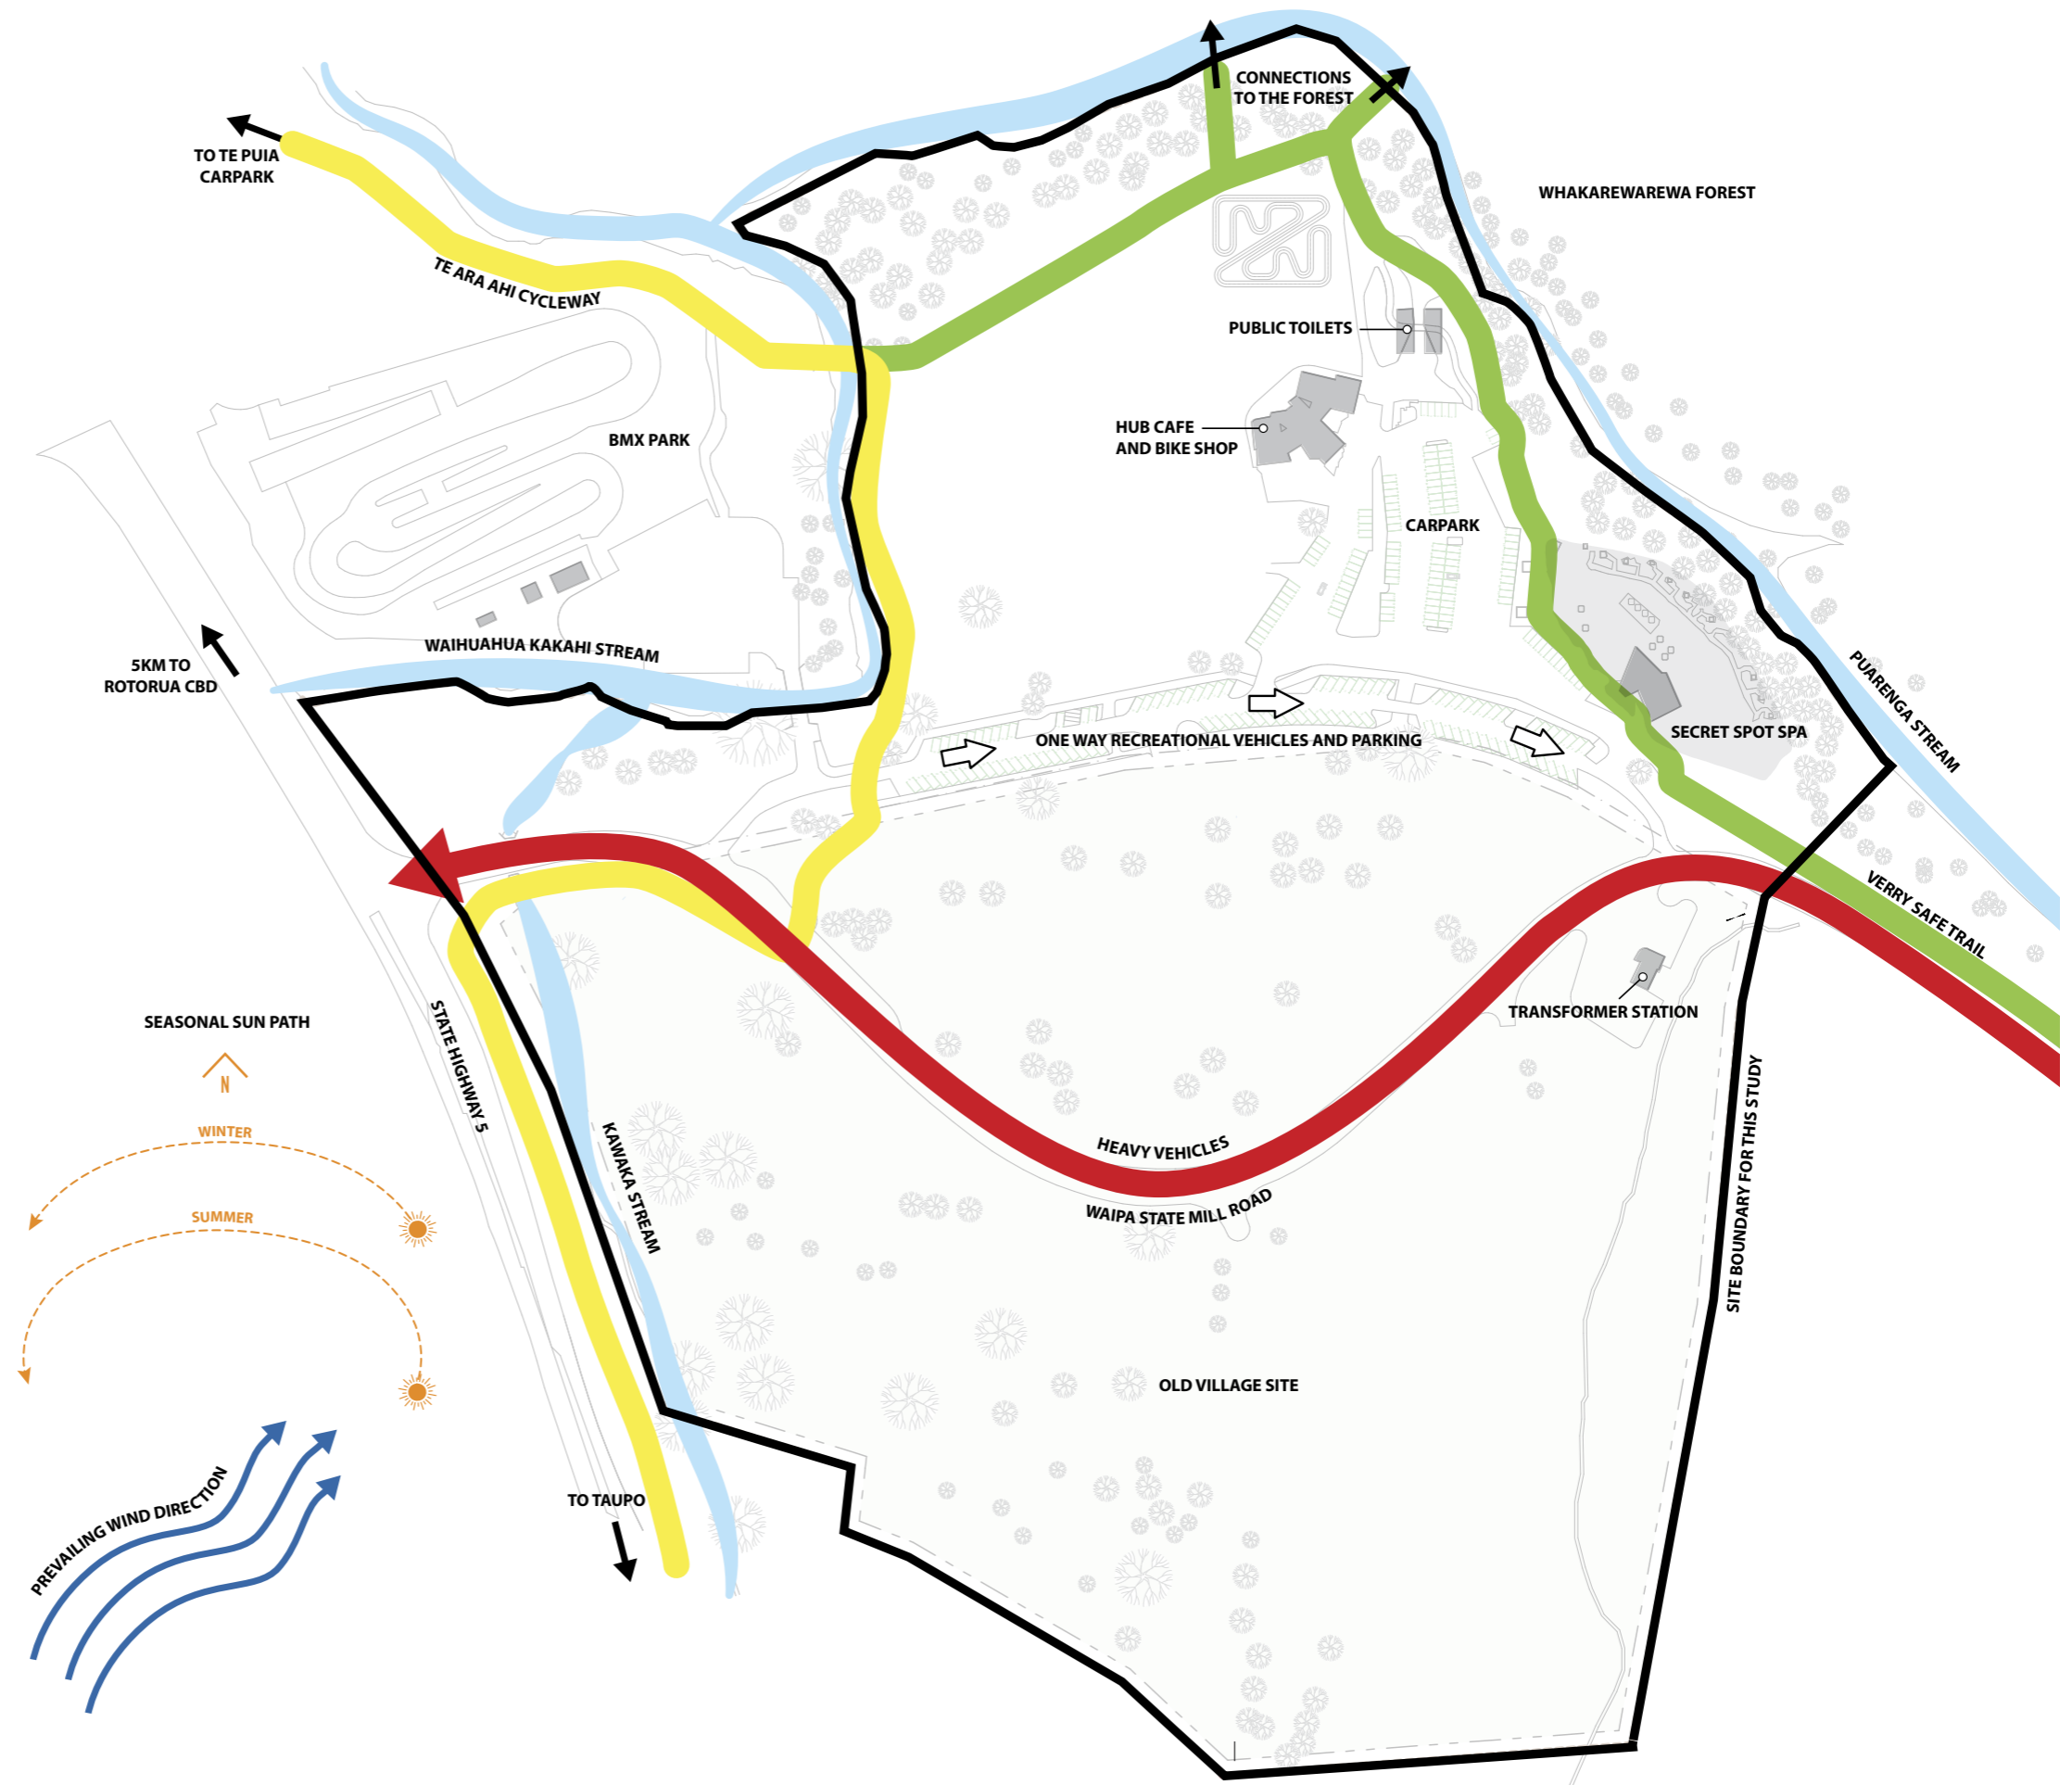 CONNECTIONS
TO THE FOREST
TO TE PUIA
CARPARK
WHAKAREWAREWA FOREST
TE ARA AHI CYCLEWAY
PUBLIC TOILETS
HUB CAFE
AND BIKE SHOP
BMX PARK
CARPARK
WAIHUAHUA KAKAHI STREAM
5KM TO
ROTORUA CBD
PUARENGA STREAM
SECRET SPOT SPA
ONE WAY RECREATIONAL VEHICLES AND PARKING
VERRY SAFE TRAIL
TRANSFORMER STATION
SEASONAL SUN PATH
N
STATE HIGHWAY 5
WINTER
SUMMER
KAWAKA STREAM
HEAVY VEHICLES
WAIPA STATE MILL ROAD
SITE BOUNDARY FOR THIS STUDY
OLD VILLAGE SITE
PREVAILING WIND DIRECTION
TO TAUPO